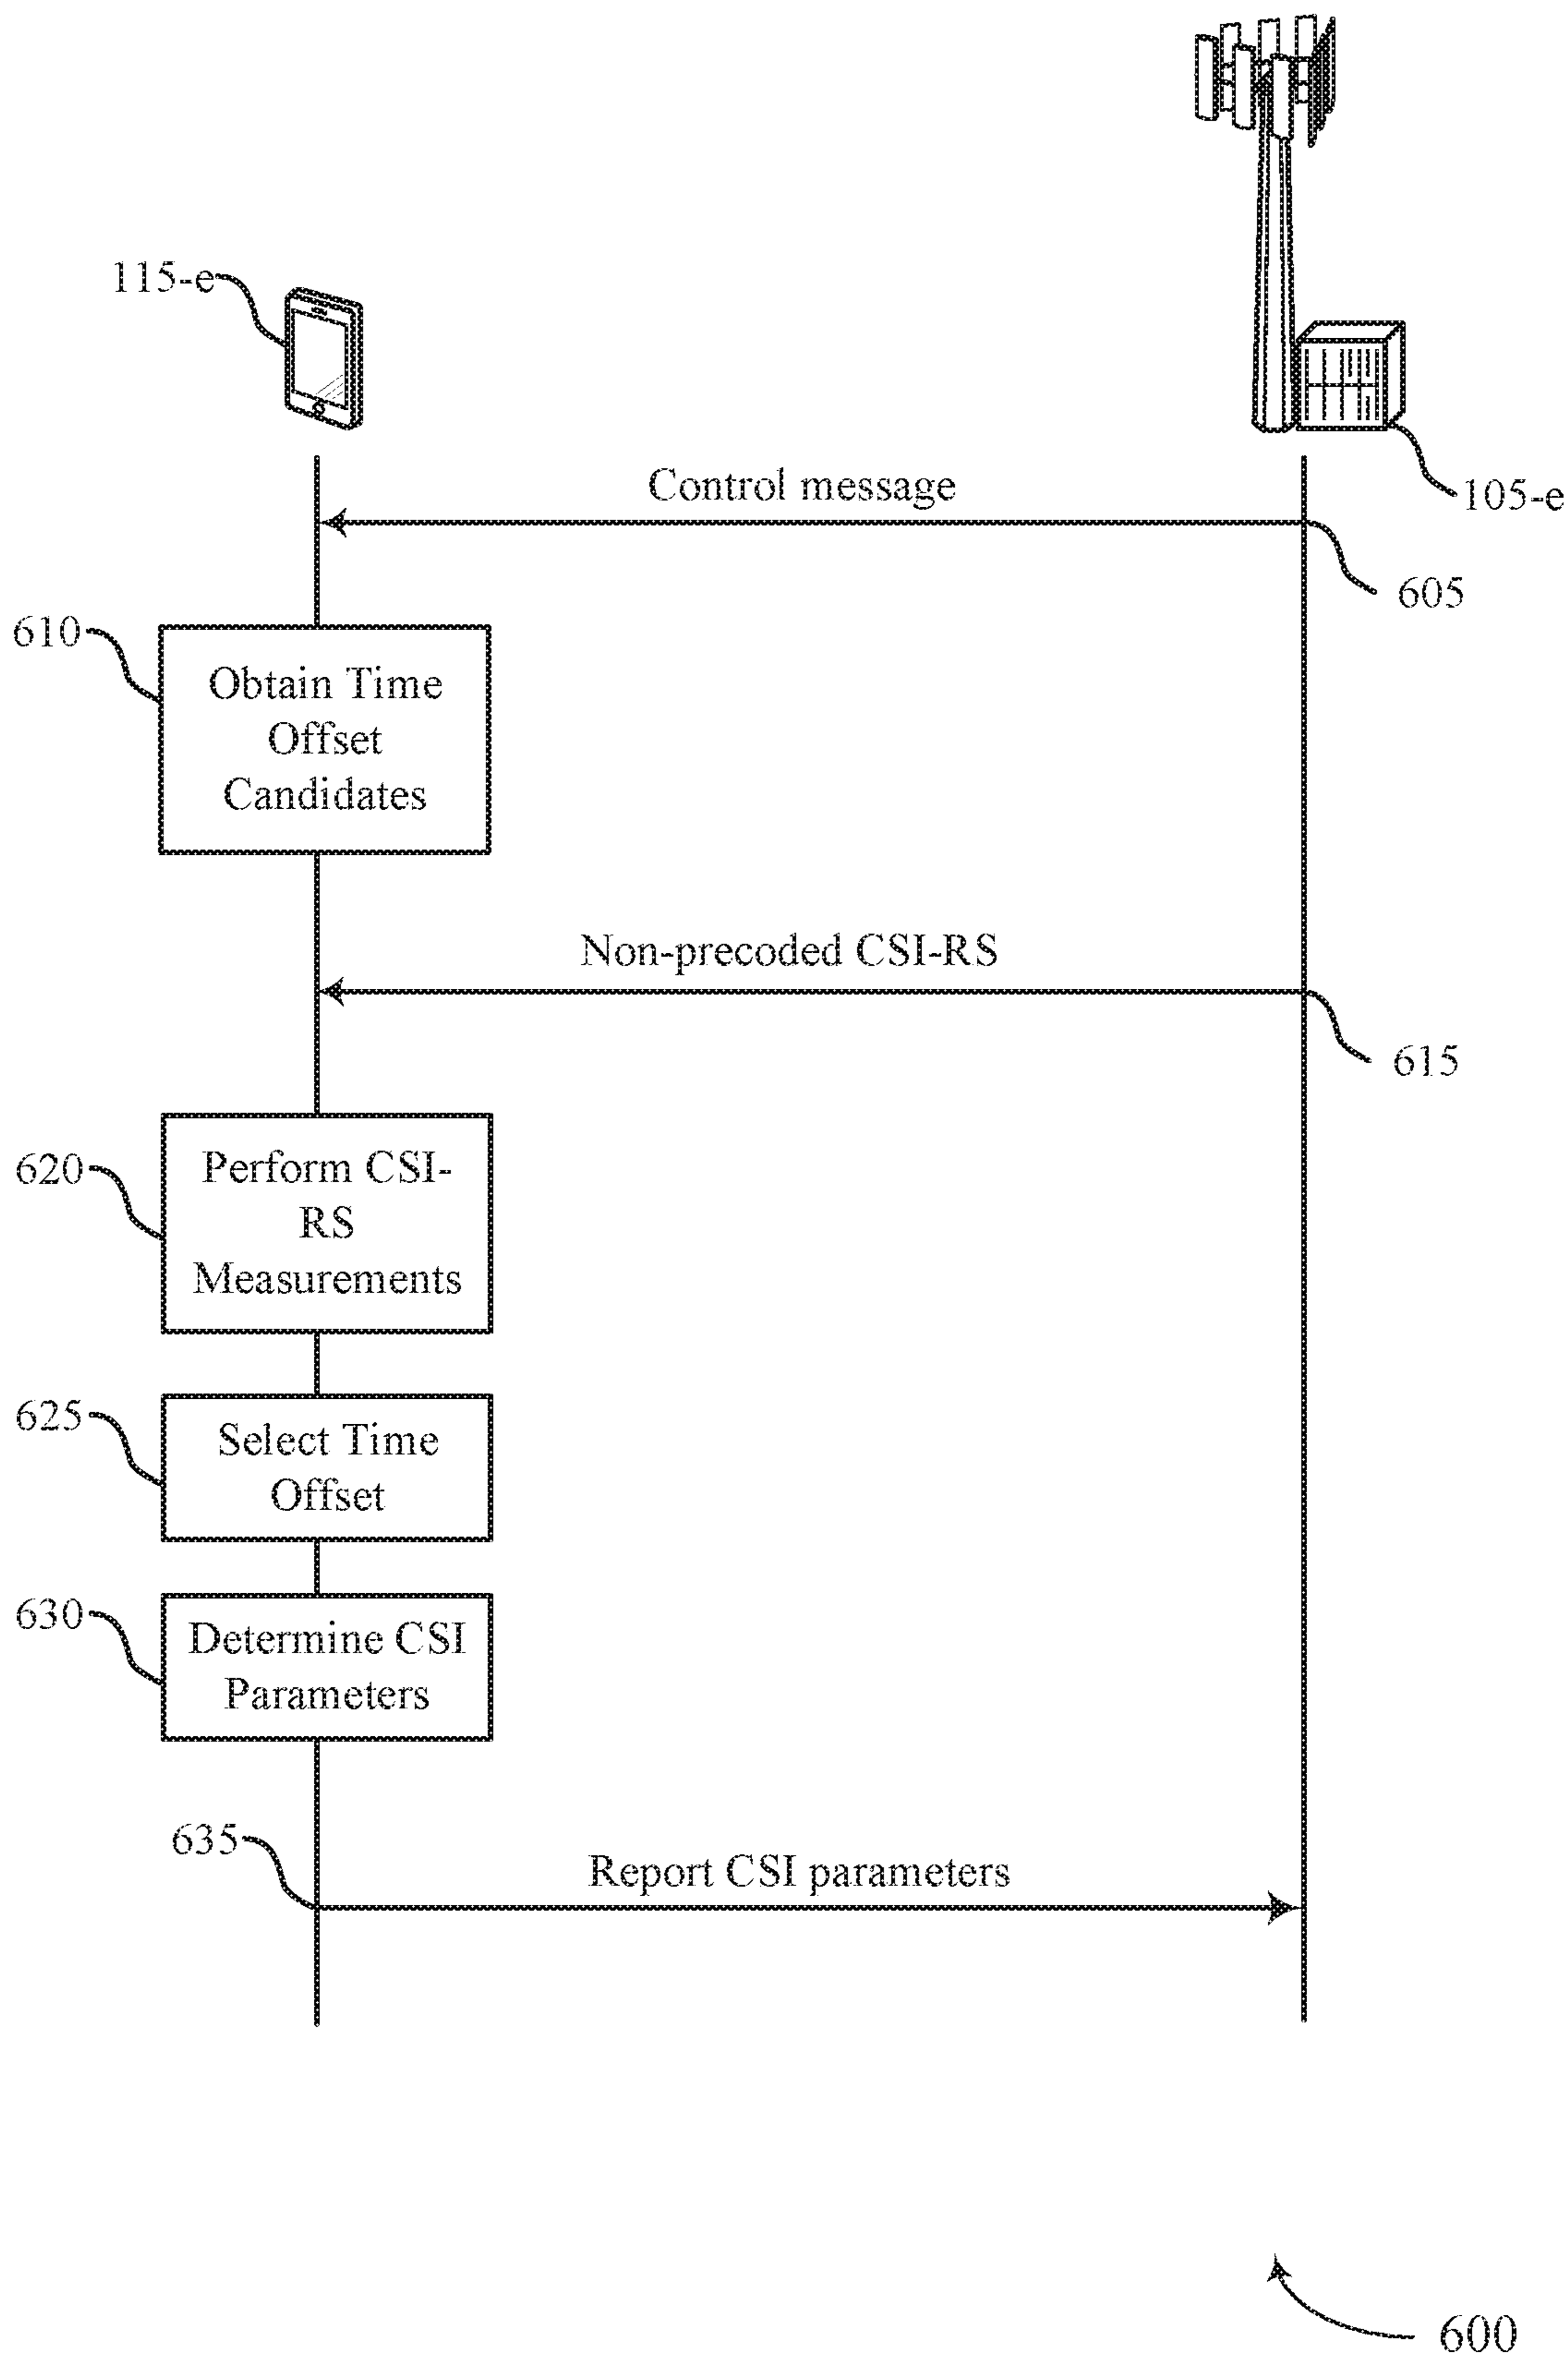 115-e
105-e
Control message
605
610
Obtain Time
Offset
Candidates
Non-precoded CSI-RS
615
620
Perform CSI-
RS
Measurements
625
Select Time
Offset
630
Determine CSI
Parameters
635
Report CSI parameters
600